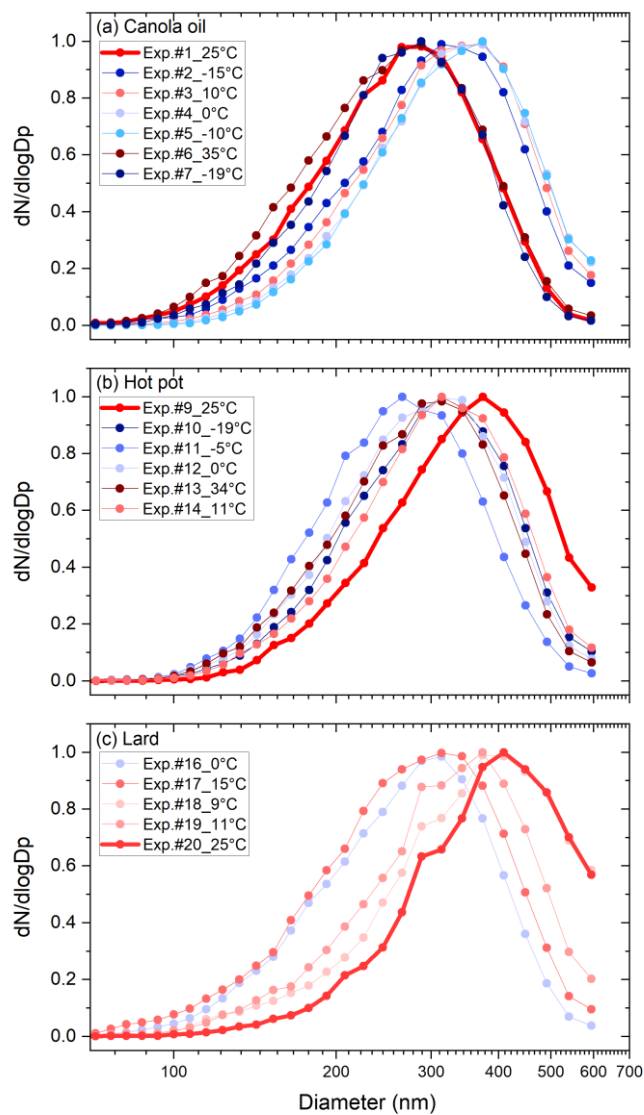 (a) Canola oil
Exp.#1_25°C
Exp.#2_-15°C
Exp.#3_10°C
Exp.#4_0°C
Exp.#5_-10°C
Exp.#6_35°C
Exp.#7_-19°C
1.0
0.8
0.6
0.4
0.2
0.0
dN/dlogDp
(b) Hot pot
Exp.#9_25°C
Exp.#10_-19°C
Exp.#11_-5°C
Exp.#12_0°C
Exp.#13_34°C
Exp.#14_11°C
1.0
0.8
0.6
0.4
0.2
0.0
dN/dlogDp
(c) Lard
Exp.#16_0°C
Exp.#17_15°C
Exp.#18_9°C
Exp.#19_11°C
Exp.#20_25°C
1.0
0.8
0.6
0.4
0.2
0.0
dN/dlogDp
100 200 300 400 500 600 700
Diameter (nm)